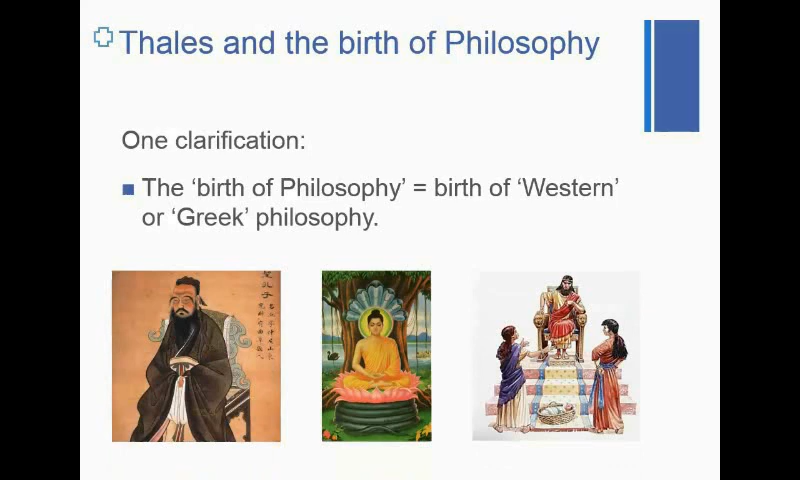 Thales and the birth of Philosophy
One clarification:
The ‘birth of Philosophy’ = birth of ‘Western’
or ‘Greek’ philosophy.